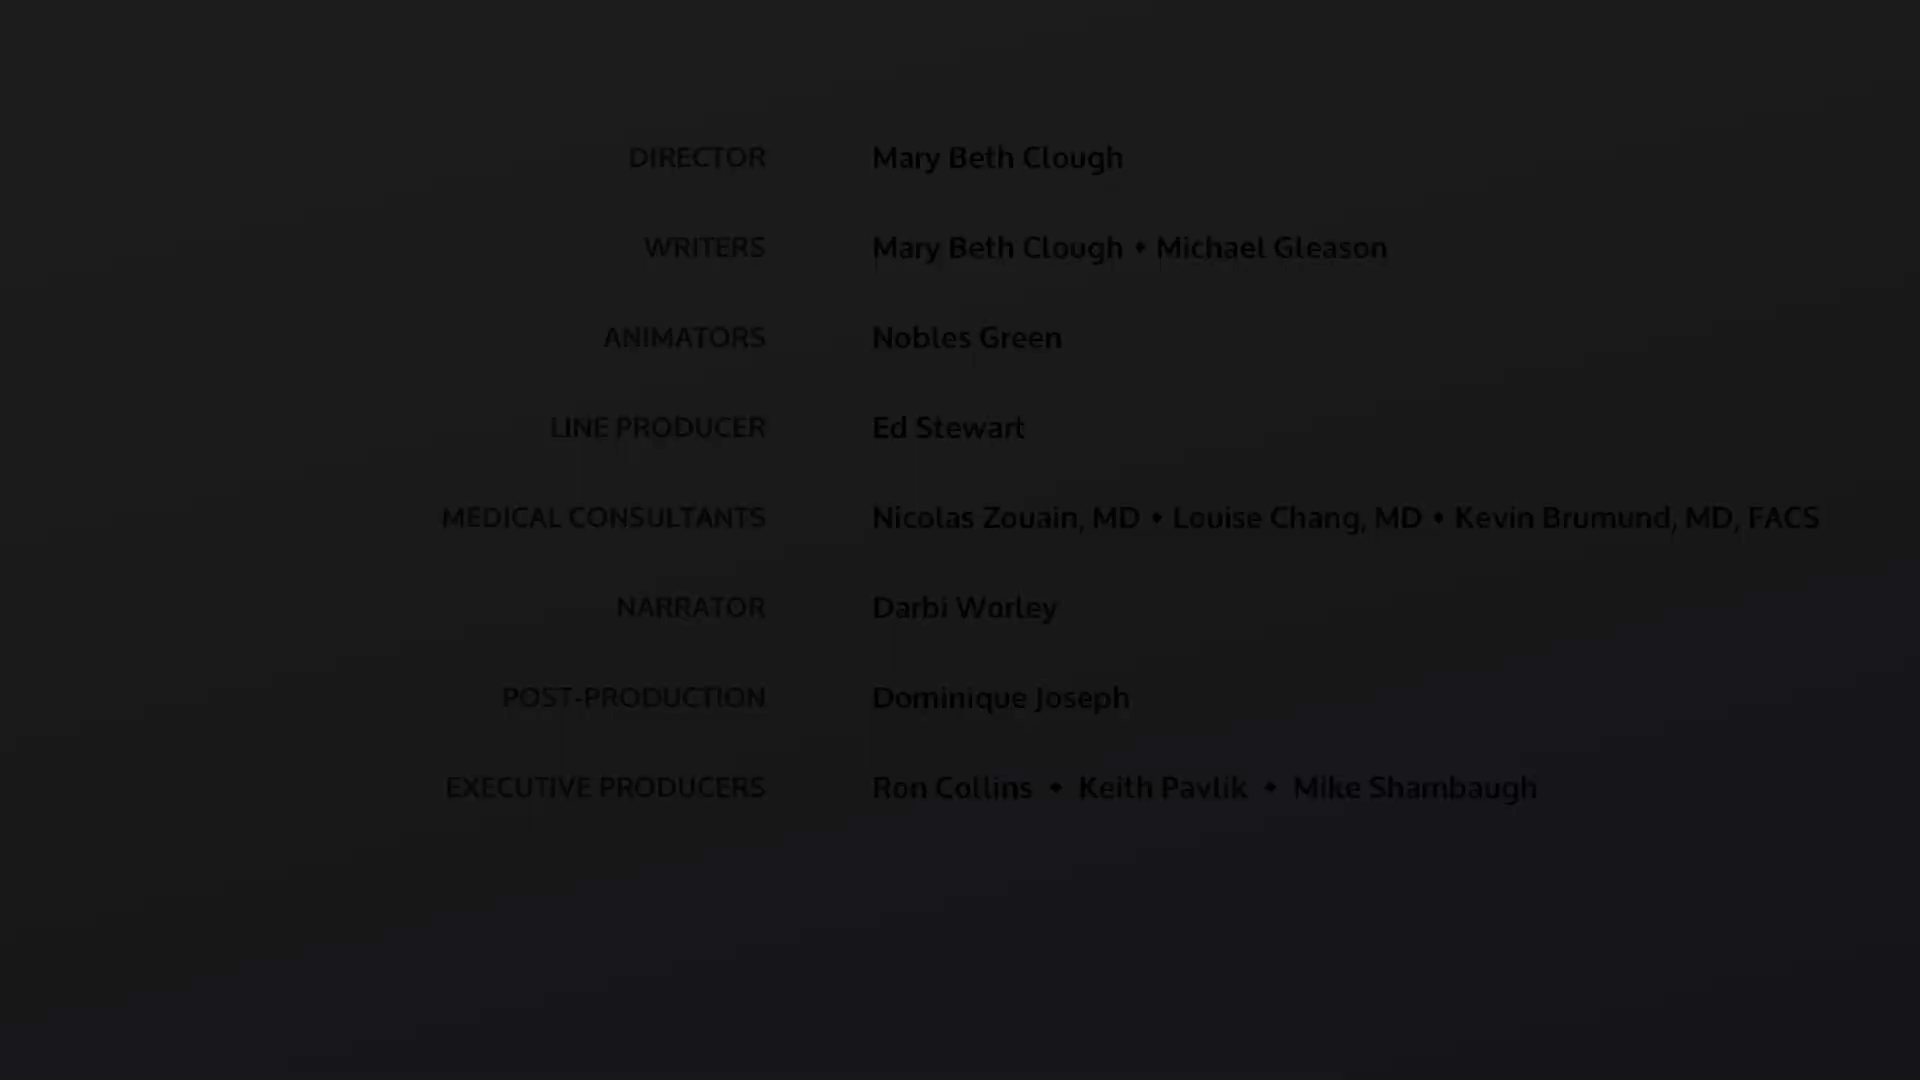 DIRECTOR Mary Beth Clough
WRITERS Mary Beth Clough • Michael Gleason
ANIMATORS Nobles Green
LINE PRODUCER Ed Stewart
MEDICAL CONSULTANTS Nicolas Zouain, MD • Louise Chang, MD • Kevin Brumund, MD, FACS
NARRATOR Darbi Worley
POST-PRODUCTION Dominique Joseph
EXECUTIVE PRODUCERS Ron Collins • Keith Pavlik • Mike Shambaugh